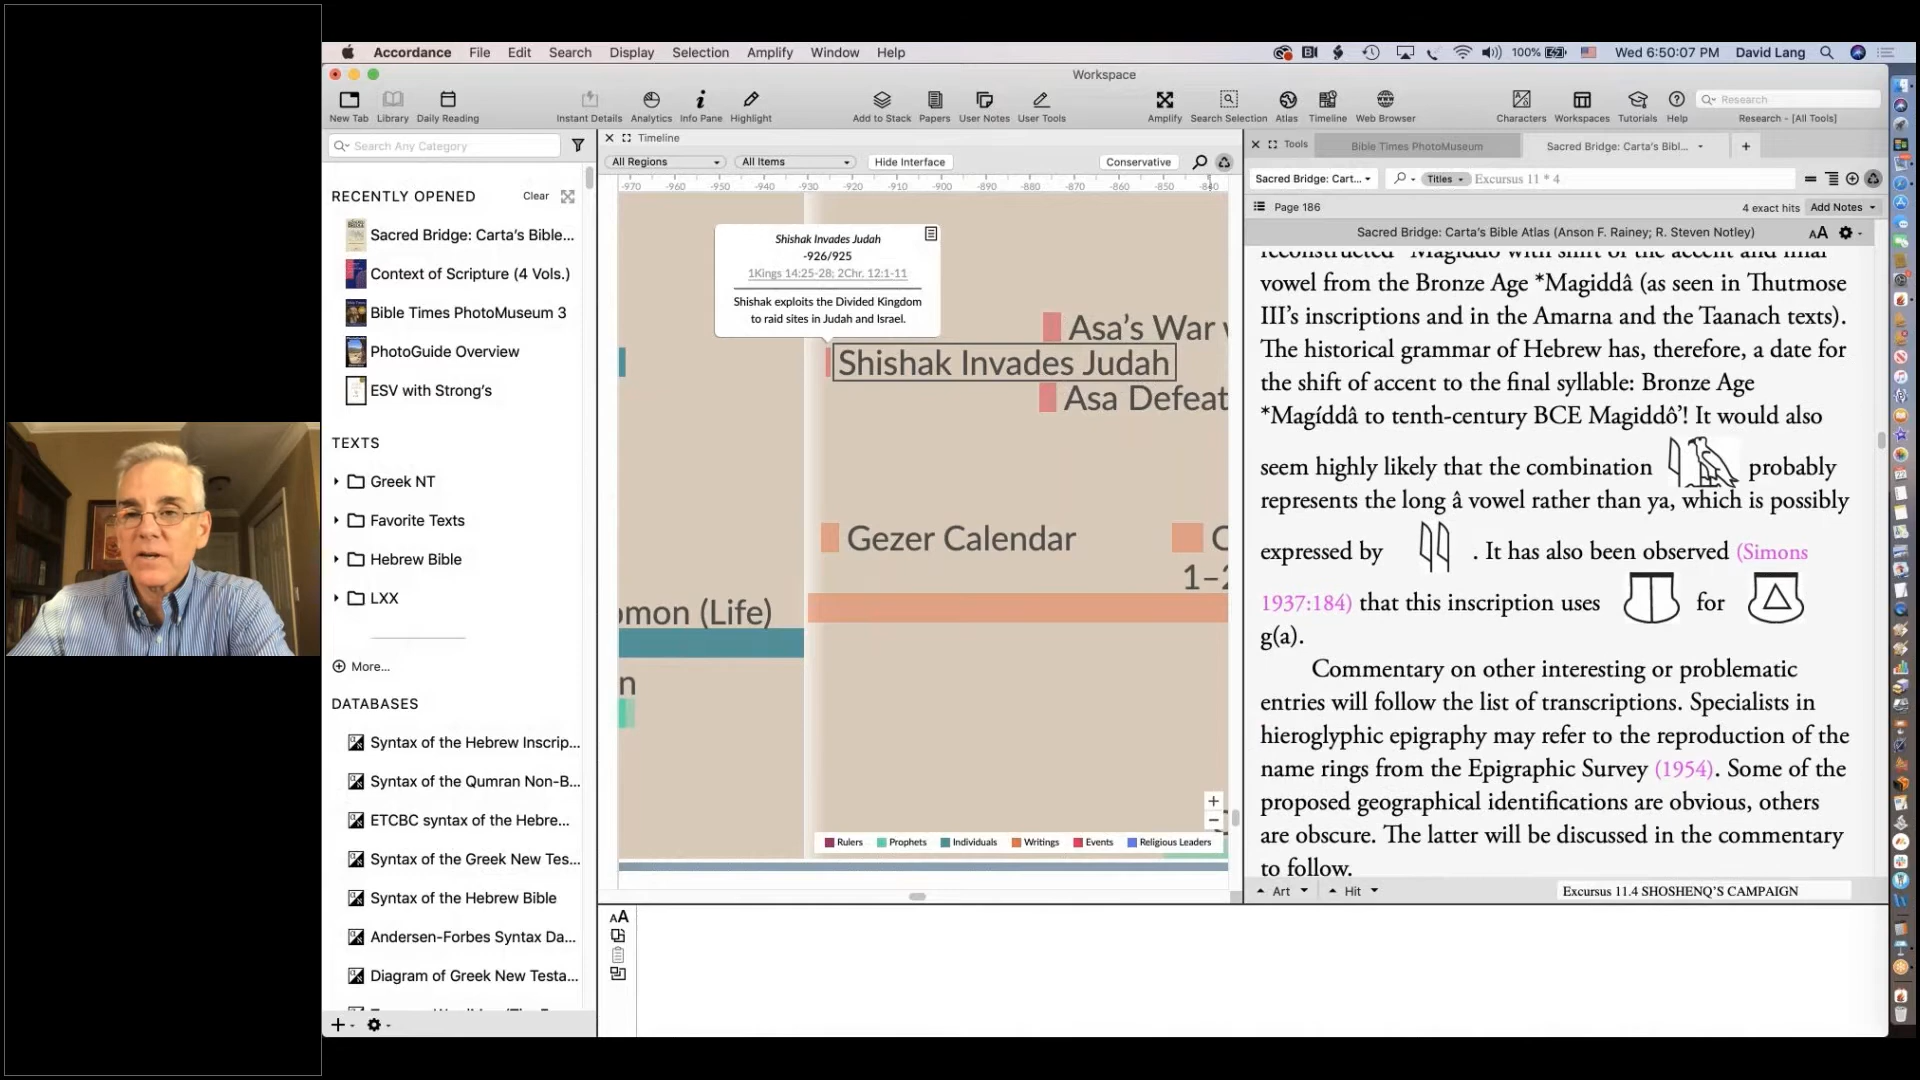 Accordance File Edit Search Display Selection Amplify Window Help
100% Wed 6:50:07 PM David Lang
Workspace
New Tab Library Daily Reading Instant Details Analytics Info Pane Highlight Add to Stack Papers User Notes User Tools Amplify Search Selection Atlas Timeline Web Browser Characters Workspaces Tutorials Help
Research
Research - [All Tools]
Search Any Category
RECENTLY OPENED Clear
Sacred Bridge: Carta's Bible...
Context of Scripture (4 Vols.)
Bible Times PhotoMuseum 3
PhotoGuide Overview
ESV with Strong's
TEXTS
Greek NT
Favorite Texts
Hebrew Bible
LXX
More...
DATABASES
Syntax of the Hebrew Inscrip...
Syntax of the Qumran Non-B...
ETCBC syntax of the Hebre...
Syntax of the Greek New Tes...
Syntax of the Hebrew Bible
Andersen-Forbes Syntax Da...
Diagram of Greek New Testa...
Timeline
All Regions All Items Hide Interface Conservative
-970 -960 -950 -940 -930 -920 -910 -900 -890 -880 -870 -860 -850 -840
Shishak Invades Judah
-926/925
1Kings 14:25-28; 2Chr. 12:1-11
Shishak exploits the Divided Kingdom
to raid sites in Judah and Israel.
Asa's War
Shishak Invades Judah
Asa Defeat
Gezer Calendar
omon (Life)
n
Rulers Prophets Individuals Writings Events Religious Leaders
Tools Bible Times PhotoMuseum Sacred Bridge: Carta's Bibl...
Sacred Bridge: Cart... Titles Excursus 11 * 4
Page 186 4 exact hits Add Notes
Sacred Bridge: Carta's Bible Atlas (Anson F. Rainey; R. Steven Notley)
reconstructed *Magiddô with shift of the accent and final
vowel from the Bronze Age *Magiddâ (as seen in Thutmose
III's inscriptions and in the Amarna and the Taanach texts).
The historical grammar of Hebrew has, therefore, a date for
the shift of accent to the final syllable: Bronze Age
*Magíddâ to tenth-century BCE Magiddô'! It would also
seem highly likely that the combination probably
represents the long â vowel rather than ya, which is possibly
expressed by . It has also been observed (Simons
1937:184) that this inscription uses for
g(a).
Commentary on other interesting or problematic
entries will follow the list of transcriptions. Specialists in
hieroglyphic epigraphy may refer to the reproduction of the
name rings from the Epigraphic Survey (1954). Some of the
proposed geographical identifications are obvious, others
are obscure. The latter will be discussed in the commentary
to follow.
Art Hit Excursus 11.4 SHOSHENQ'S CAMPAIGN